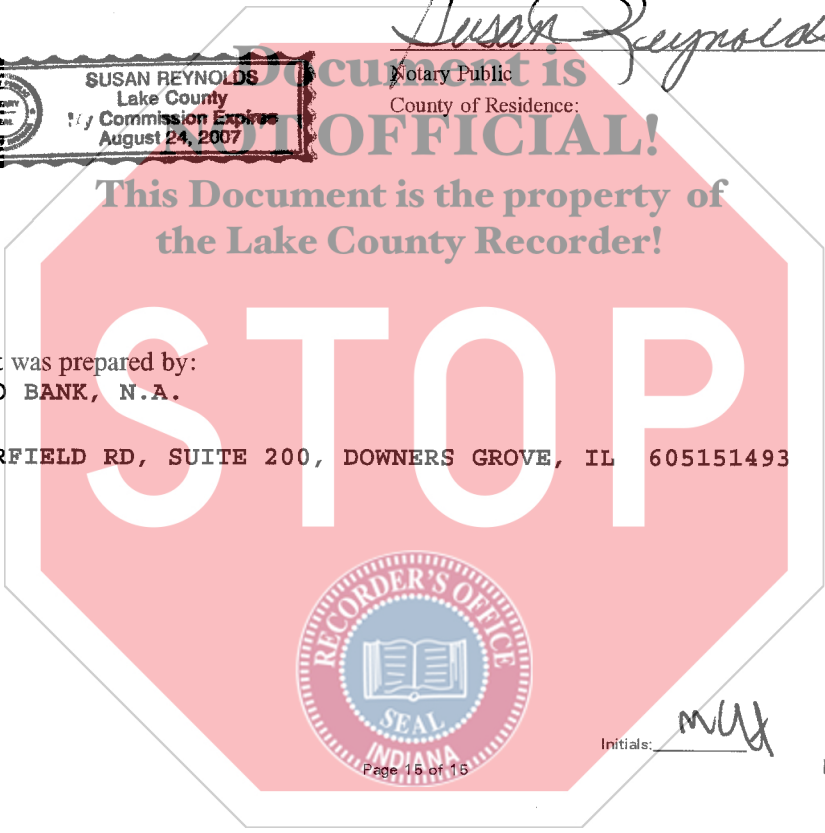 Susan Reynolds
SUSAN REYNOLDS
Lake County
My Commission Expires
August 24, 2007
Notary Public
County of Residence:
Document is
NOT OFFICIAL!
This Document is the property of
the Lake County Recorder!
STOP
was prepared by:
BANK, N.A.
RFIELD RD, SUITE 200, DOWNERS GROVE, IL 605151493
RECORDER'S OFFICE
SEAL
INDIANA
Initials:
Page 15 of 15